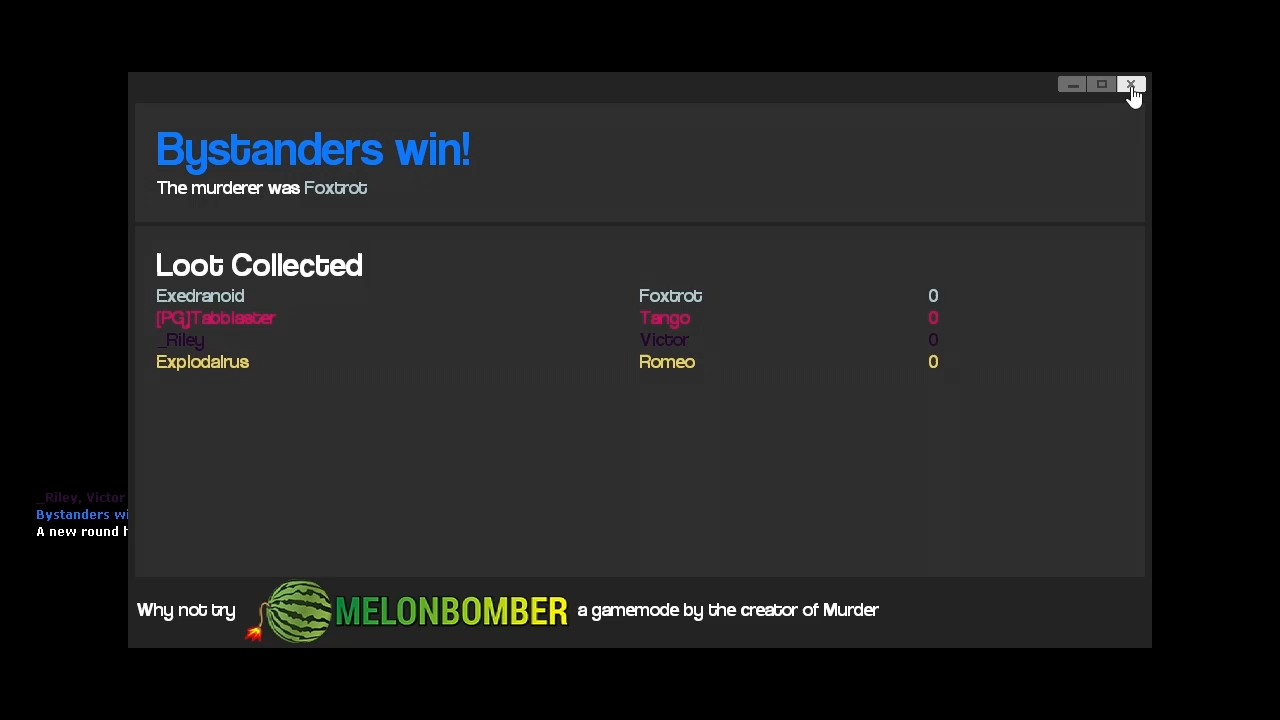 Bystanders win!
The murderer was Foxtrot
Loot Collected
Exedranoid Foxtrot 0
[PG]Tabblaster Tango 0
_Riley Victor 0
Explodalrus Romeo 0
_Riley, Victor
Bystanders wi
A new round h
Why not try MELONBOMBER a gamemode by the creator of Murder